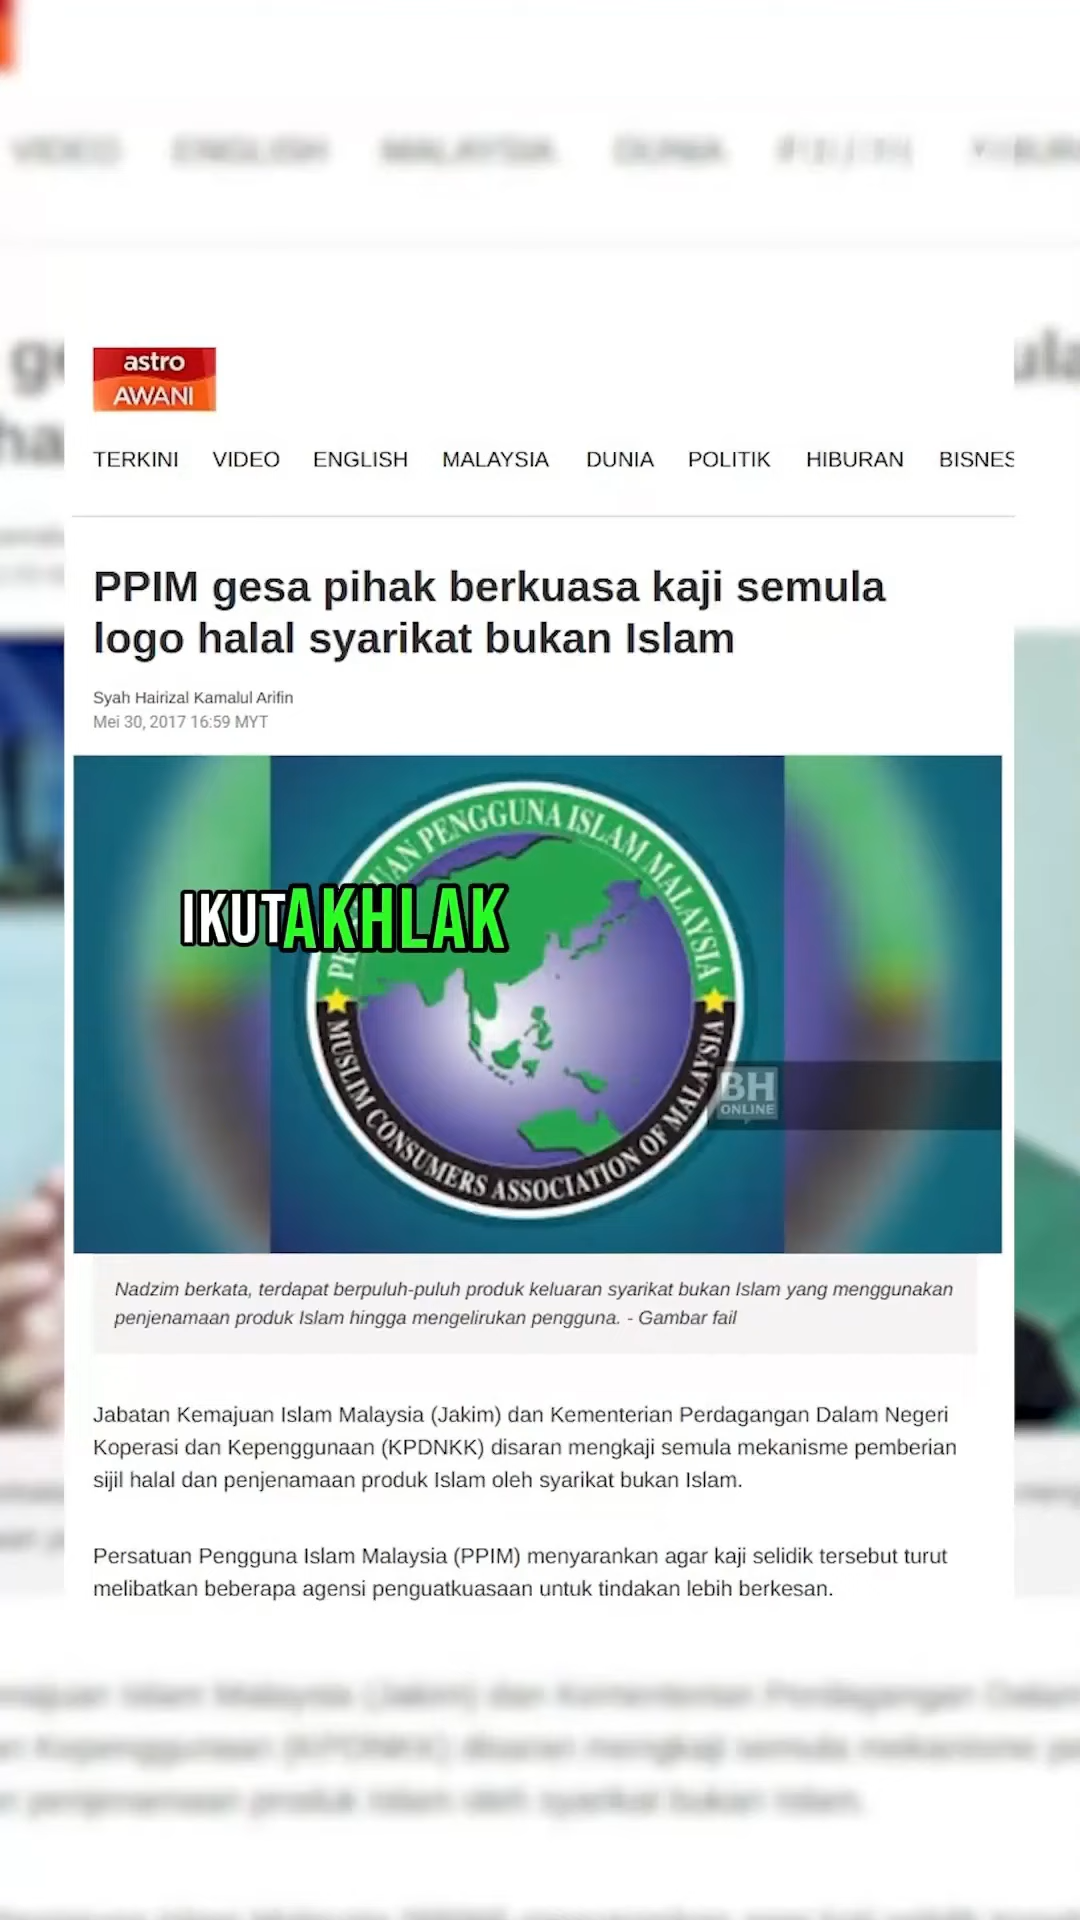 VIDEO ENGLISH MALAYSIA DUNIA
astro
AWANI
TERKINI VIDEO ENGLISH MALAYSIA DUNIA POLITIK HIBURAN BISNES
PPIM gesa pihak berkuasa kaji semula
logo halal syarikat bukan Islam
Syah Hairizal Kamalul Arifin
Mei 30, 2017 16:59 MYT
PENGGUNA ISLAM MALAYSIA
IKUT AKHLAK
MUSLIM CONSUMERS ASSOCIATION OF MALAYSIA
BH
ONLINE
Nadzim berkata, terdapat berpuluh-puluh produk keluaran syarikat bukan Islam yang menggunakan
penjenamaan produk Islam hingga mengelirukan pengguna. - Gambar fail
Jabatan Kemajuan Islam Malaysia (Jakim) dan Kementerian Perdagangan Dalam Negeri
Koperasi dan Kepenggunaan (KPDNKK) disaran mengkaji semula mekanisme pemberian
sijil halal dan penjenamaan produk Islam oleh syarikat bukan Islam.
Persatuan Pengguna Islam Malaysia (PPIM) menyarankan agar kaji selidik tersebut turut
melibatkan beberapa agensi penguatkuasaan untuk tindakan lebih berkesan.